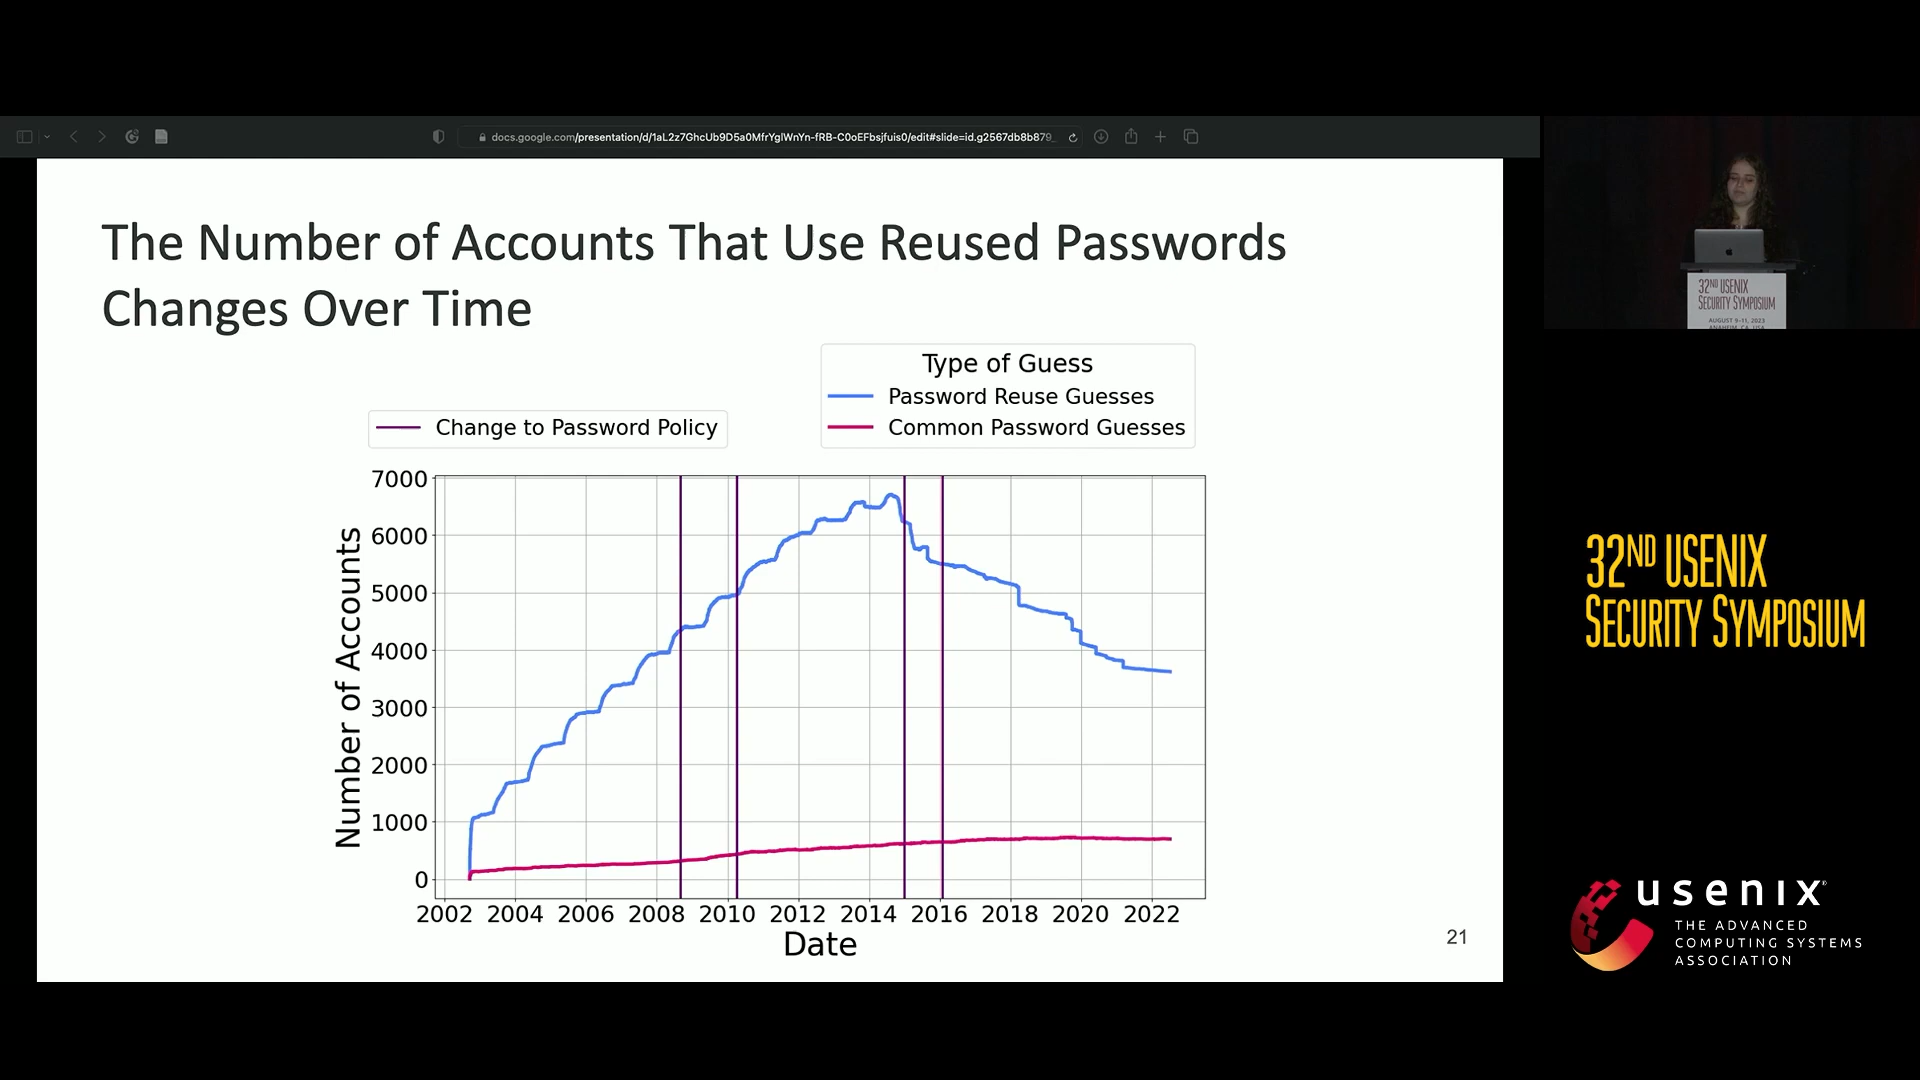 docs.google.com/presentation/d/1aL2z7GhcUb9D5a0MfrYglWnYn-fRB-C0oEFbsjfuis0/edit#slide=id.g2567db8b879_
The Number of Accounts That Use Reused Passwords
Changes Over Time
Type of Guess
Password Reuse Guesses
Common Password Guesses
Change to Password Policy
7000
6000
5000
4000
3000
2000
1000
0
Number of Accounts
2002 2004 2006 2008 2010 2012 2014 2016 2018 2020 2022
Date
21
32ND USENIX
SECURITY SYMPOSIUM
AUGUST 9–11, 2023
ANAHEIM, CA, USA
32ND USENIX
SECURITY SYMPOSIUM
usenix®
THE ADVANCED
COMPUTING SYSTEMS
ASSOCIATION